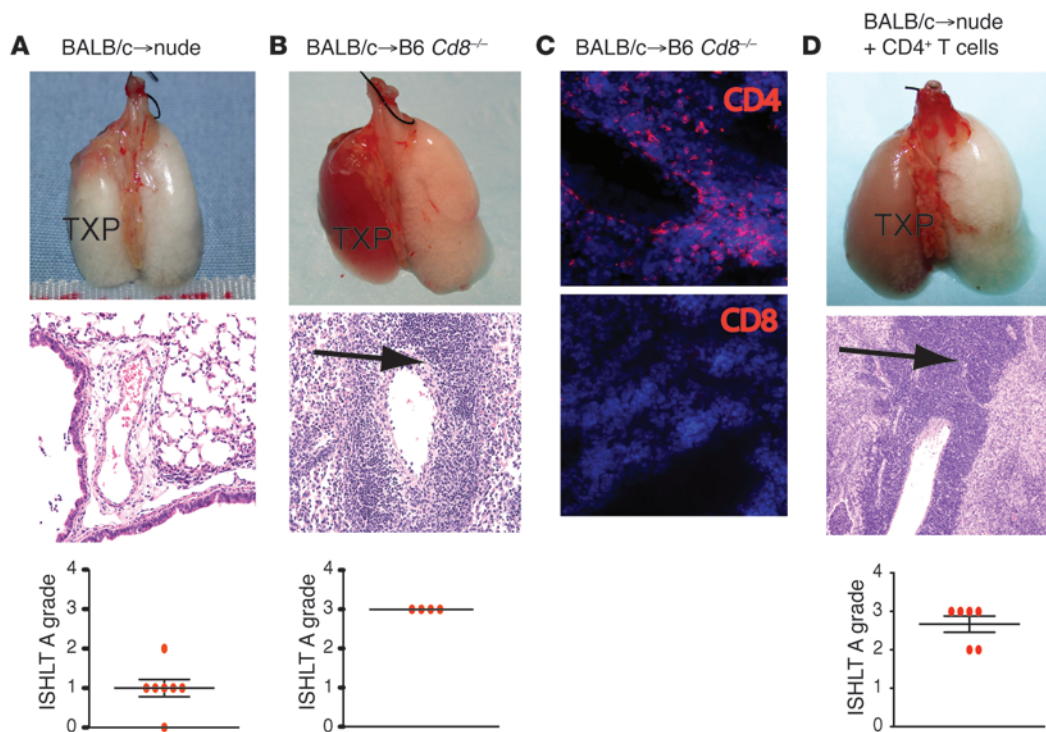 A
BALB/c→nude
TXP
ISHLT A grade
4
3
2
1
0
B
BALB/c→B6 Cd8–/–
TXP
ISHLT A grade
4
3
2
1
0
C
BALB/c→B6 Cd8–/–
CD4
CD8
D
BALB/c→nude
+ CD4+ T cells
TXP
ISHLT A grade
4
3
2
1
0